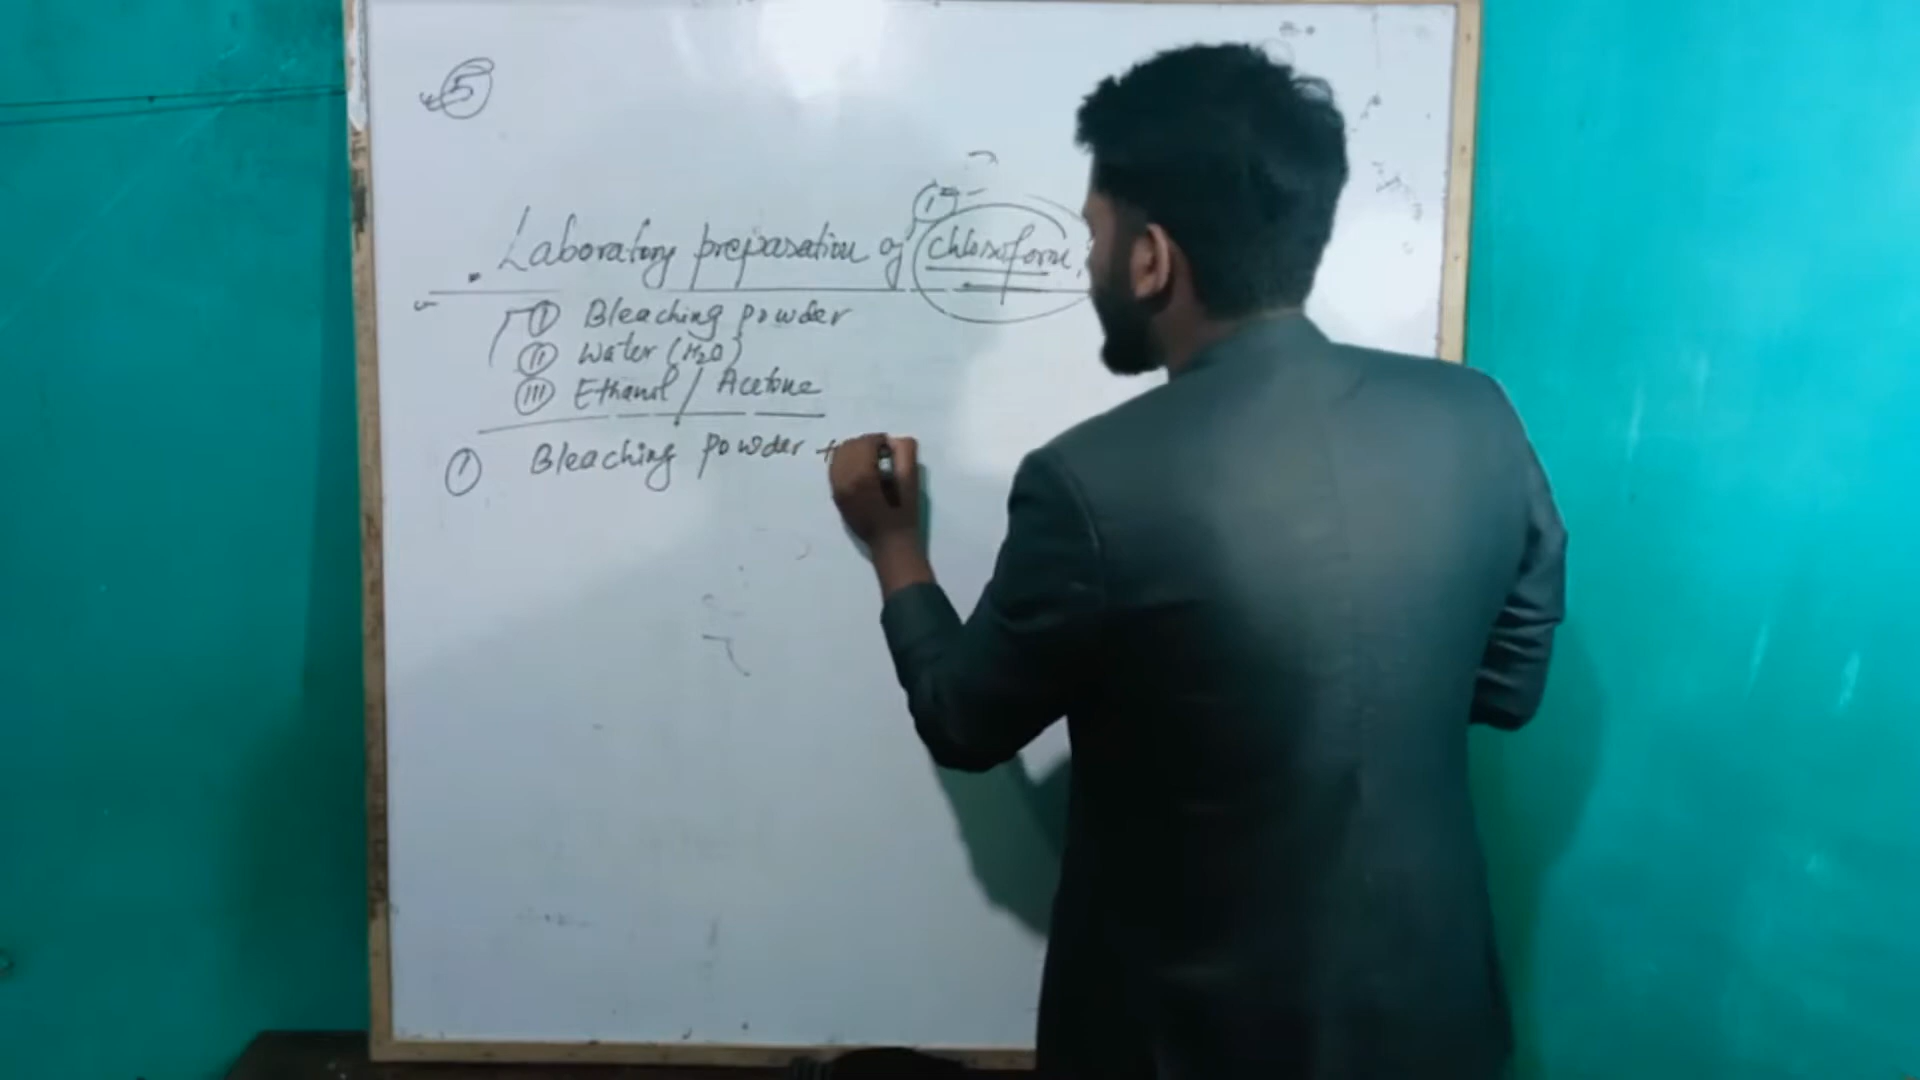 5
Laboratory preparation of chloroform,
(I) Bleaching powder
(II) Water (H₂O)
(III) Ethanol / Acetone
(1) Bleaching powder +